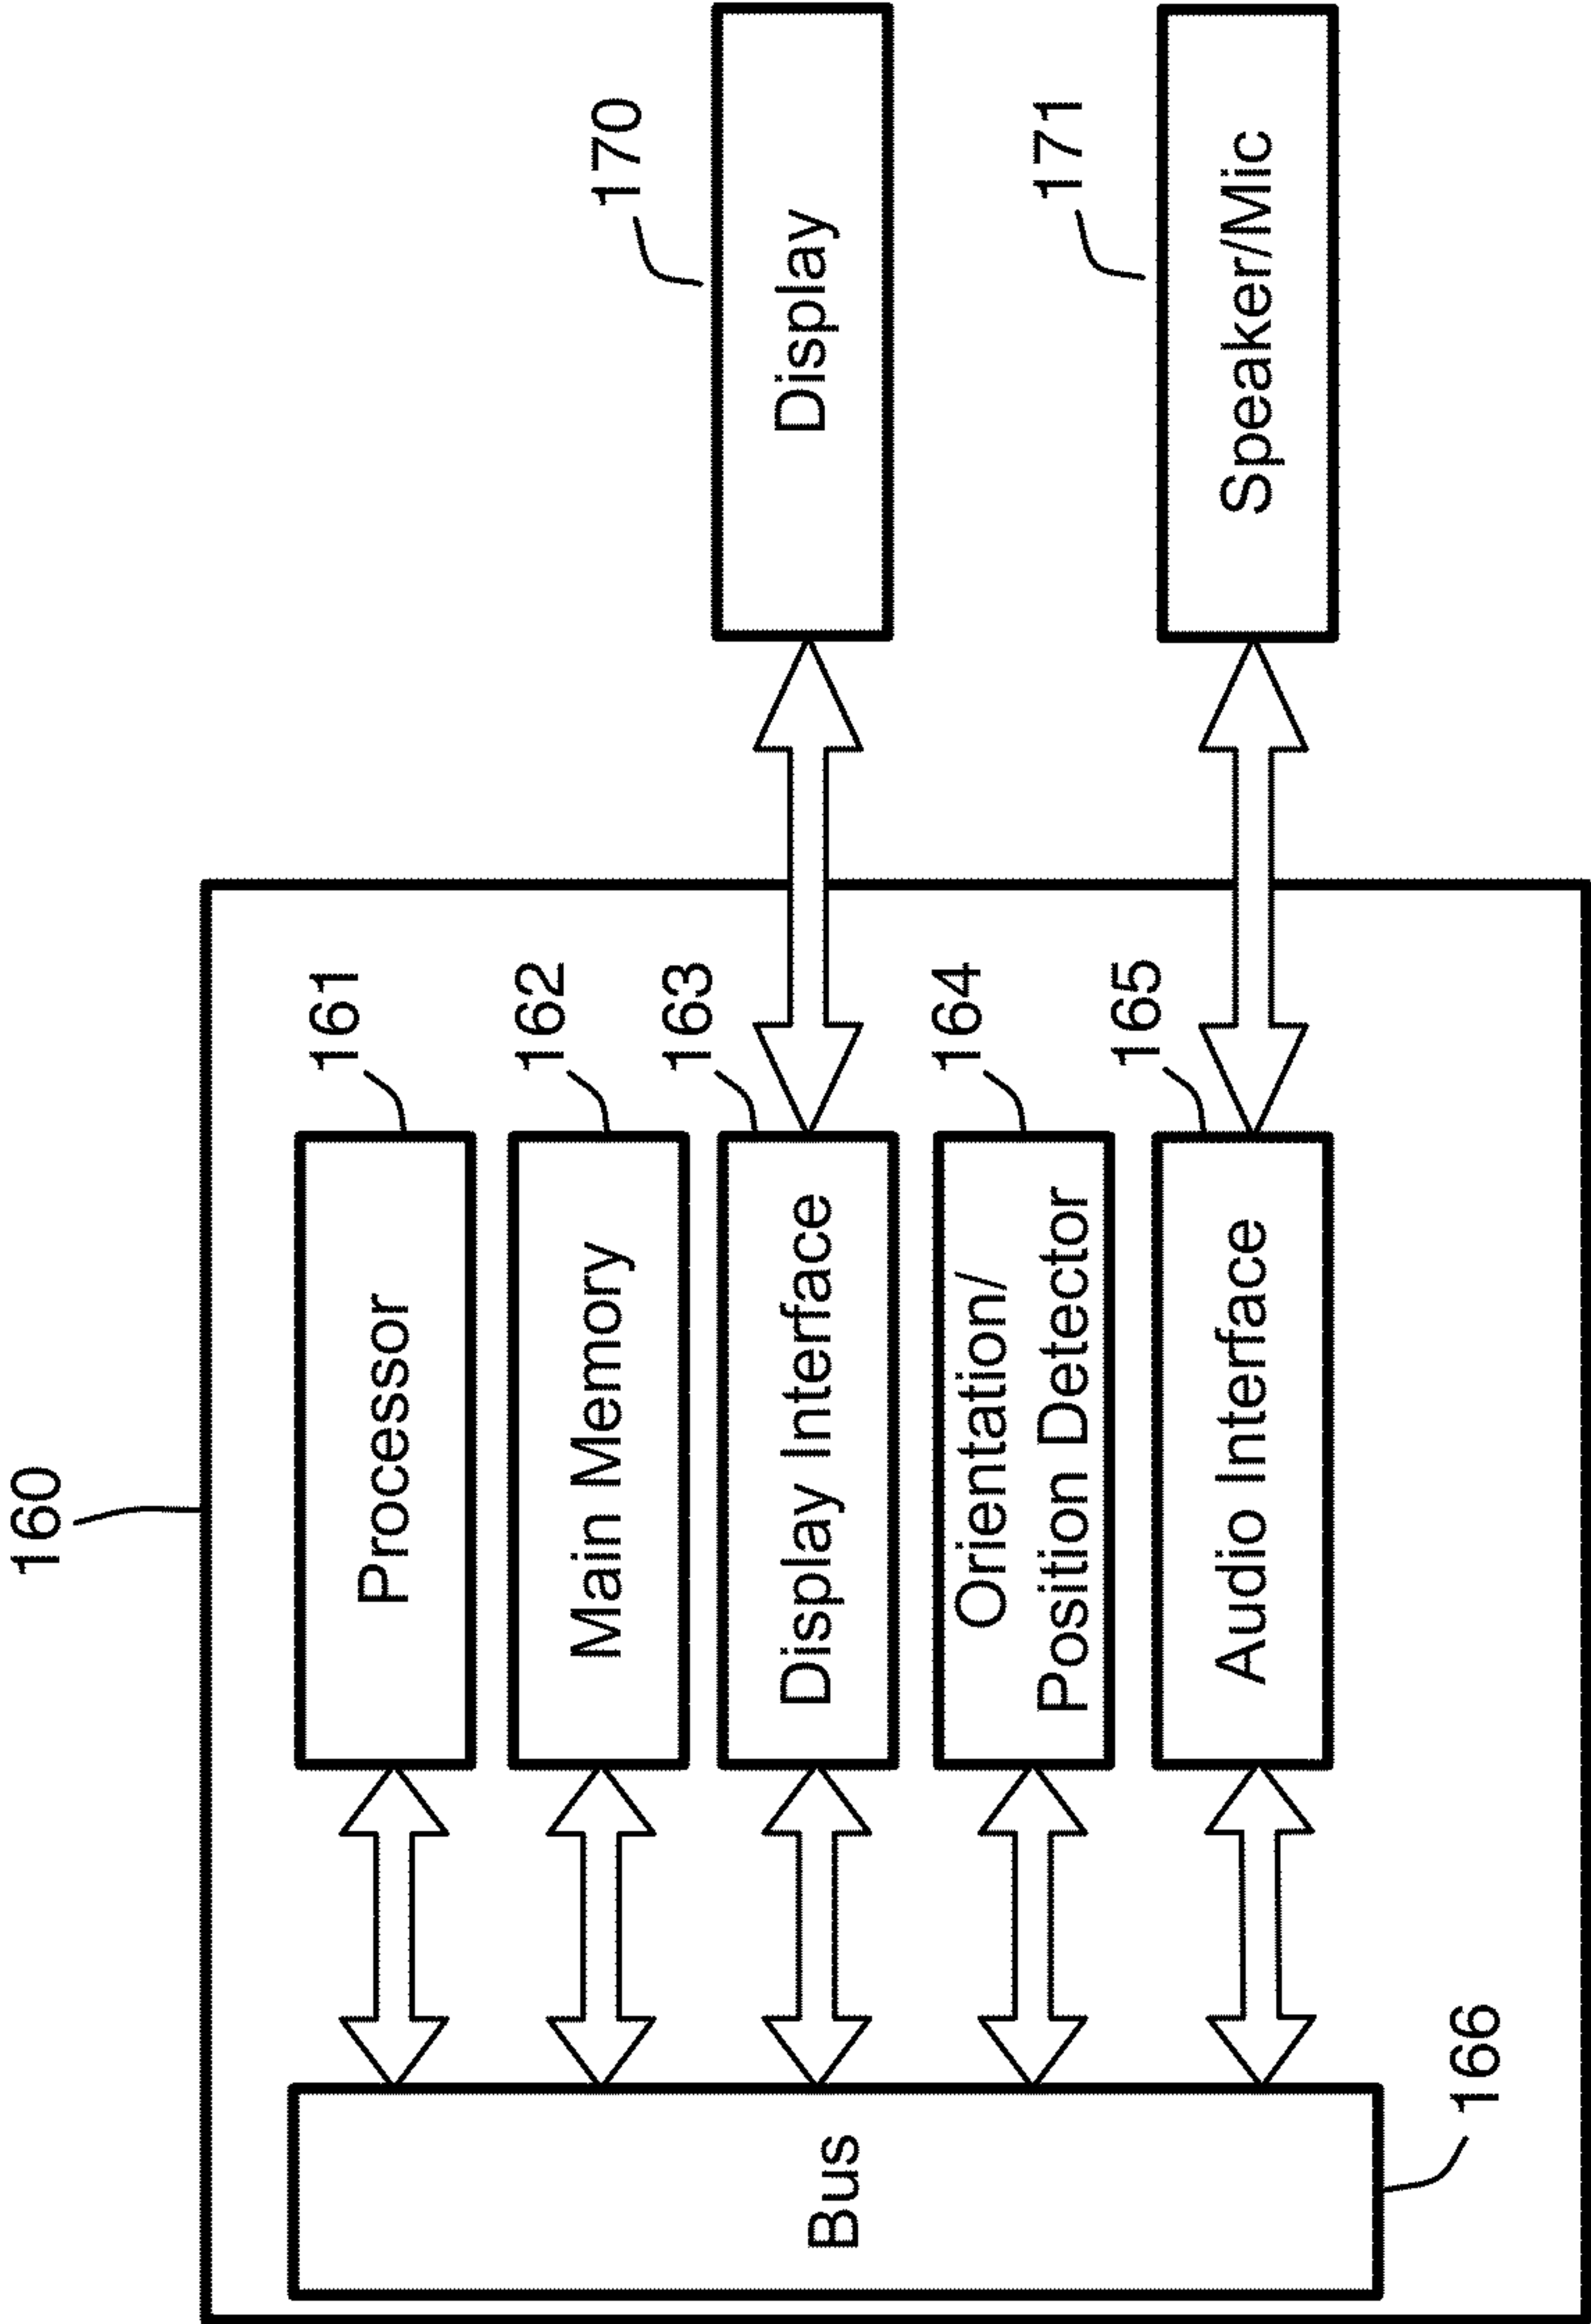 160
161
Processor
162
Main Memory
163
Display Interface
164
Orientation/
Position Detector
165
Audio Interface
Bus
166
170
Display
171
Speaker/Mic